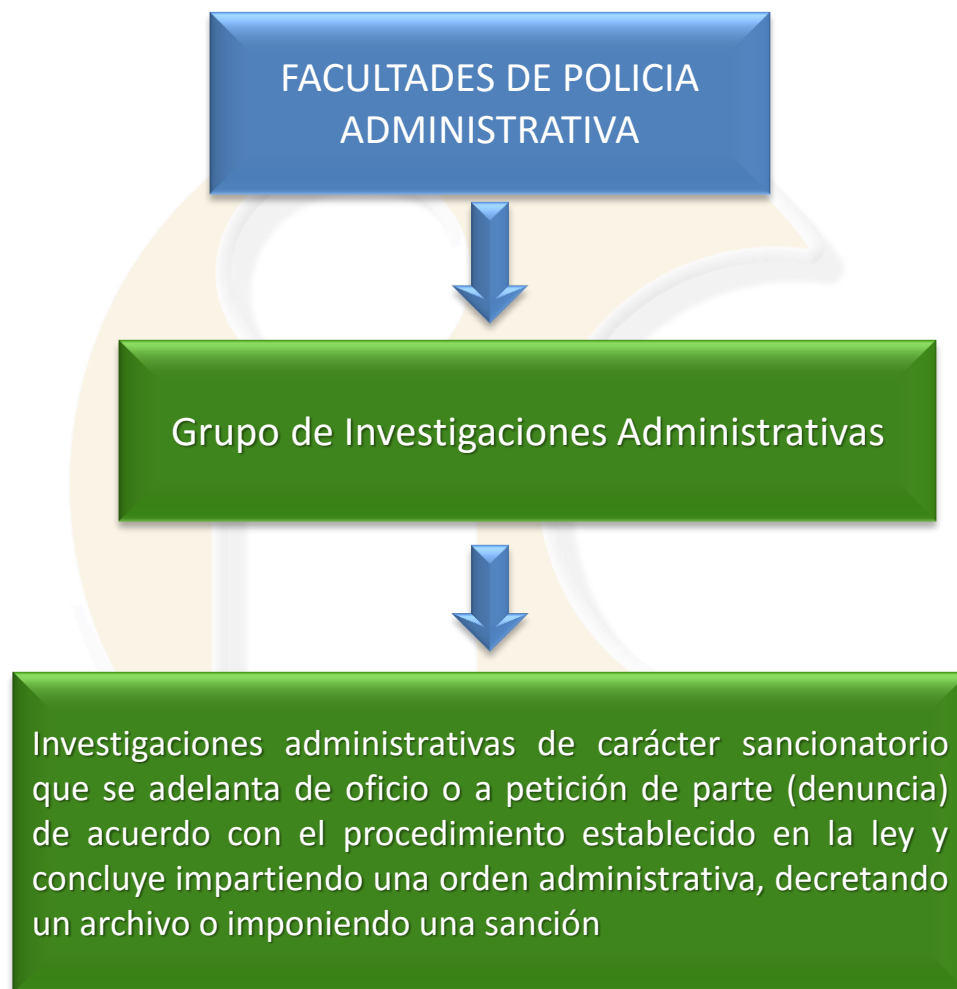 FACULTADES DE POLICIA
ADMINISTRATIVA
Grupo de Investigaciones Administrativas
Investigaciones administrativas de carácter sancionatorio
que se adelanta de oficio o a petición de parte (denuncia)
de acuerdo con el procedimiento establecido en la ley y
concluye impartiendo una orden administrativa, decretando
un archivo o imponiendo una sanción